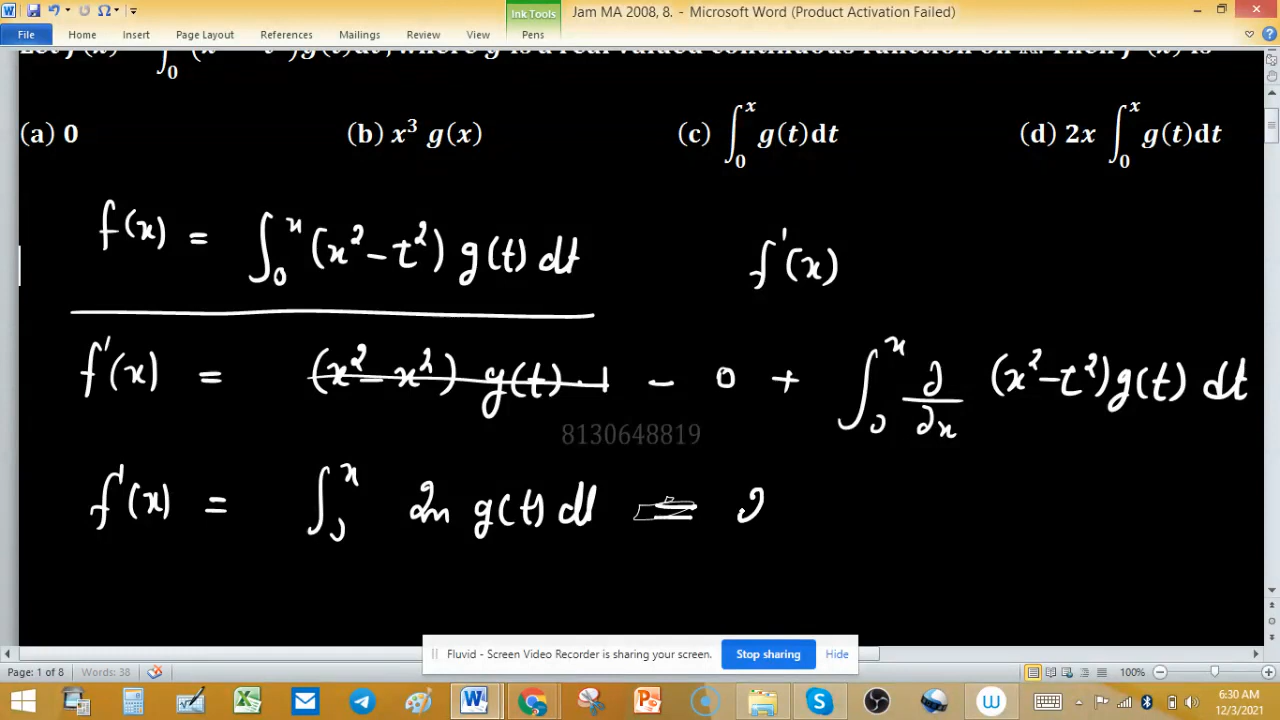 Ink Tools
Jam MA 2008, 8. - Microsoft Word (Product Activation Failed)
File Home Insert Page Layout References Mailings Review View Pens
(a) 0 (b) x³ g(x) (c) ∫₀ˣ g(t)dt (d) 2x ∫₀ˣ g(t)dt
f(x) = ∫₀ˣ (x² - t²) g(t) dt f'(x)
f'(x) = (x² - x²) g(t) · 1 - 0 + ∫₀ˣ ∂/∂x (x² - t²) g(t) dt
8130648819
f'(x) = ∫₀ˣ 2x g(t) dt = 2
Fluvid - Screen Video Recorder is sharing your screen. Stop sharing Hide
Page: 1 of 8 Words: 38 100%
6:30 AM
12/3/2021